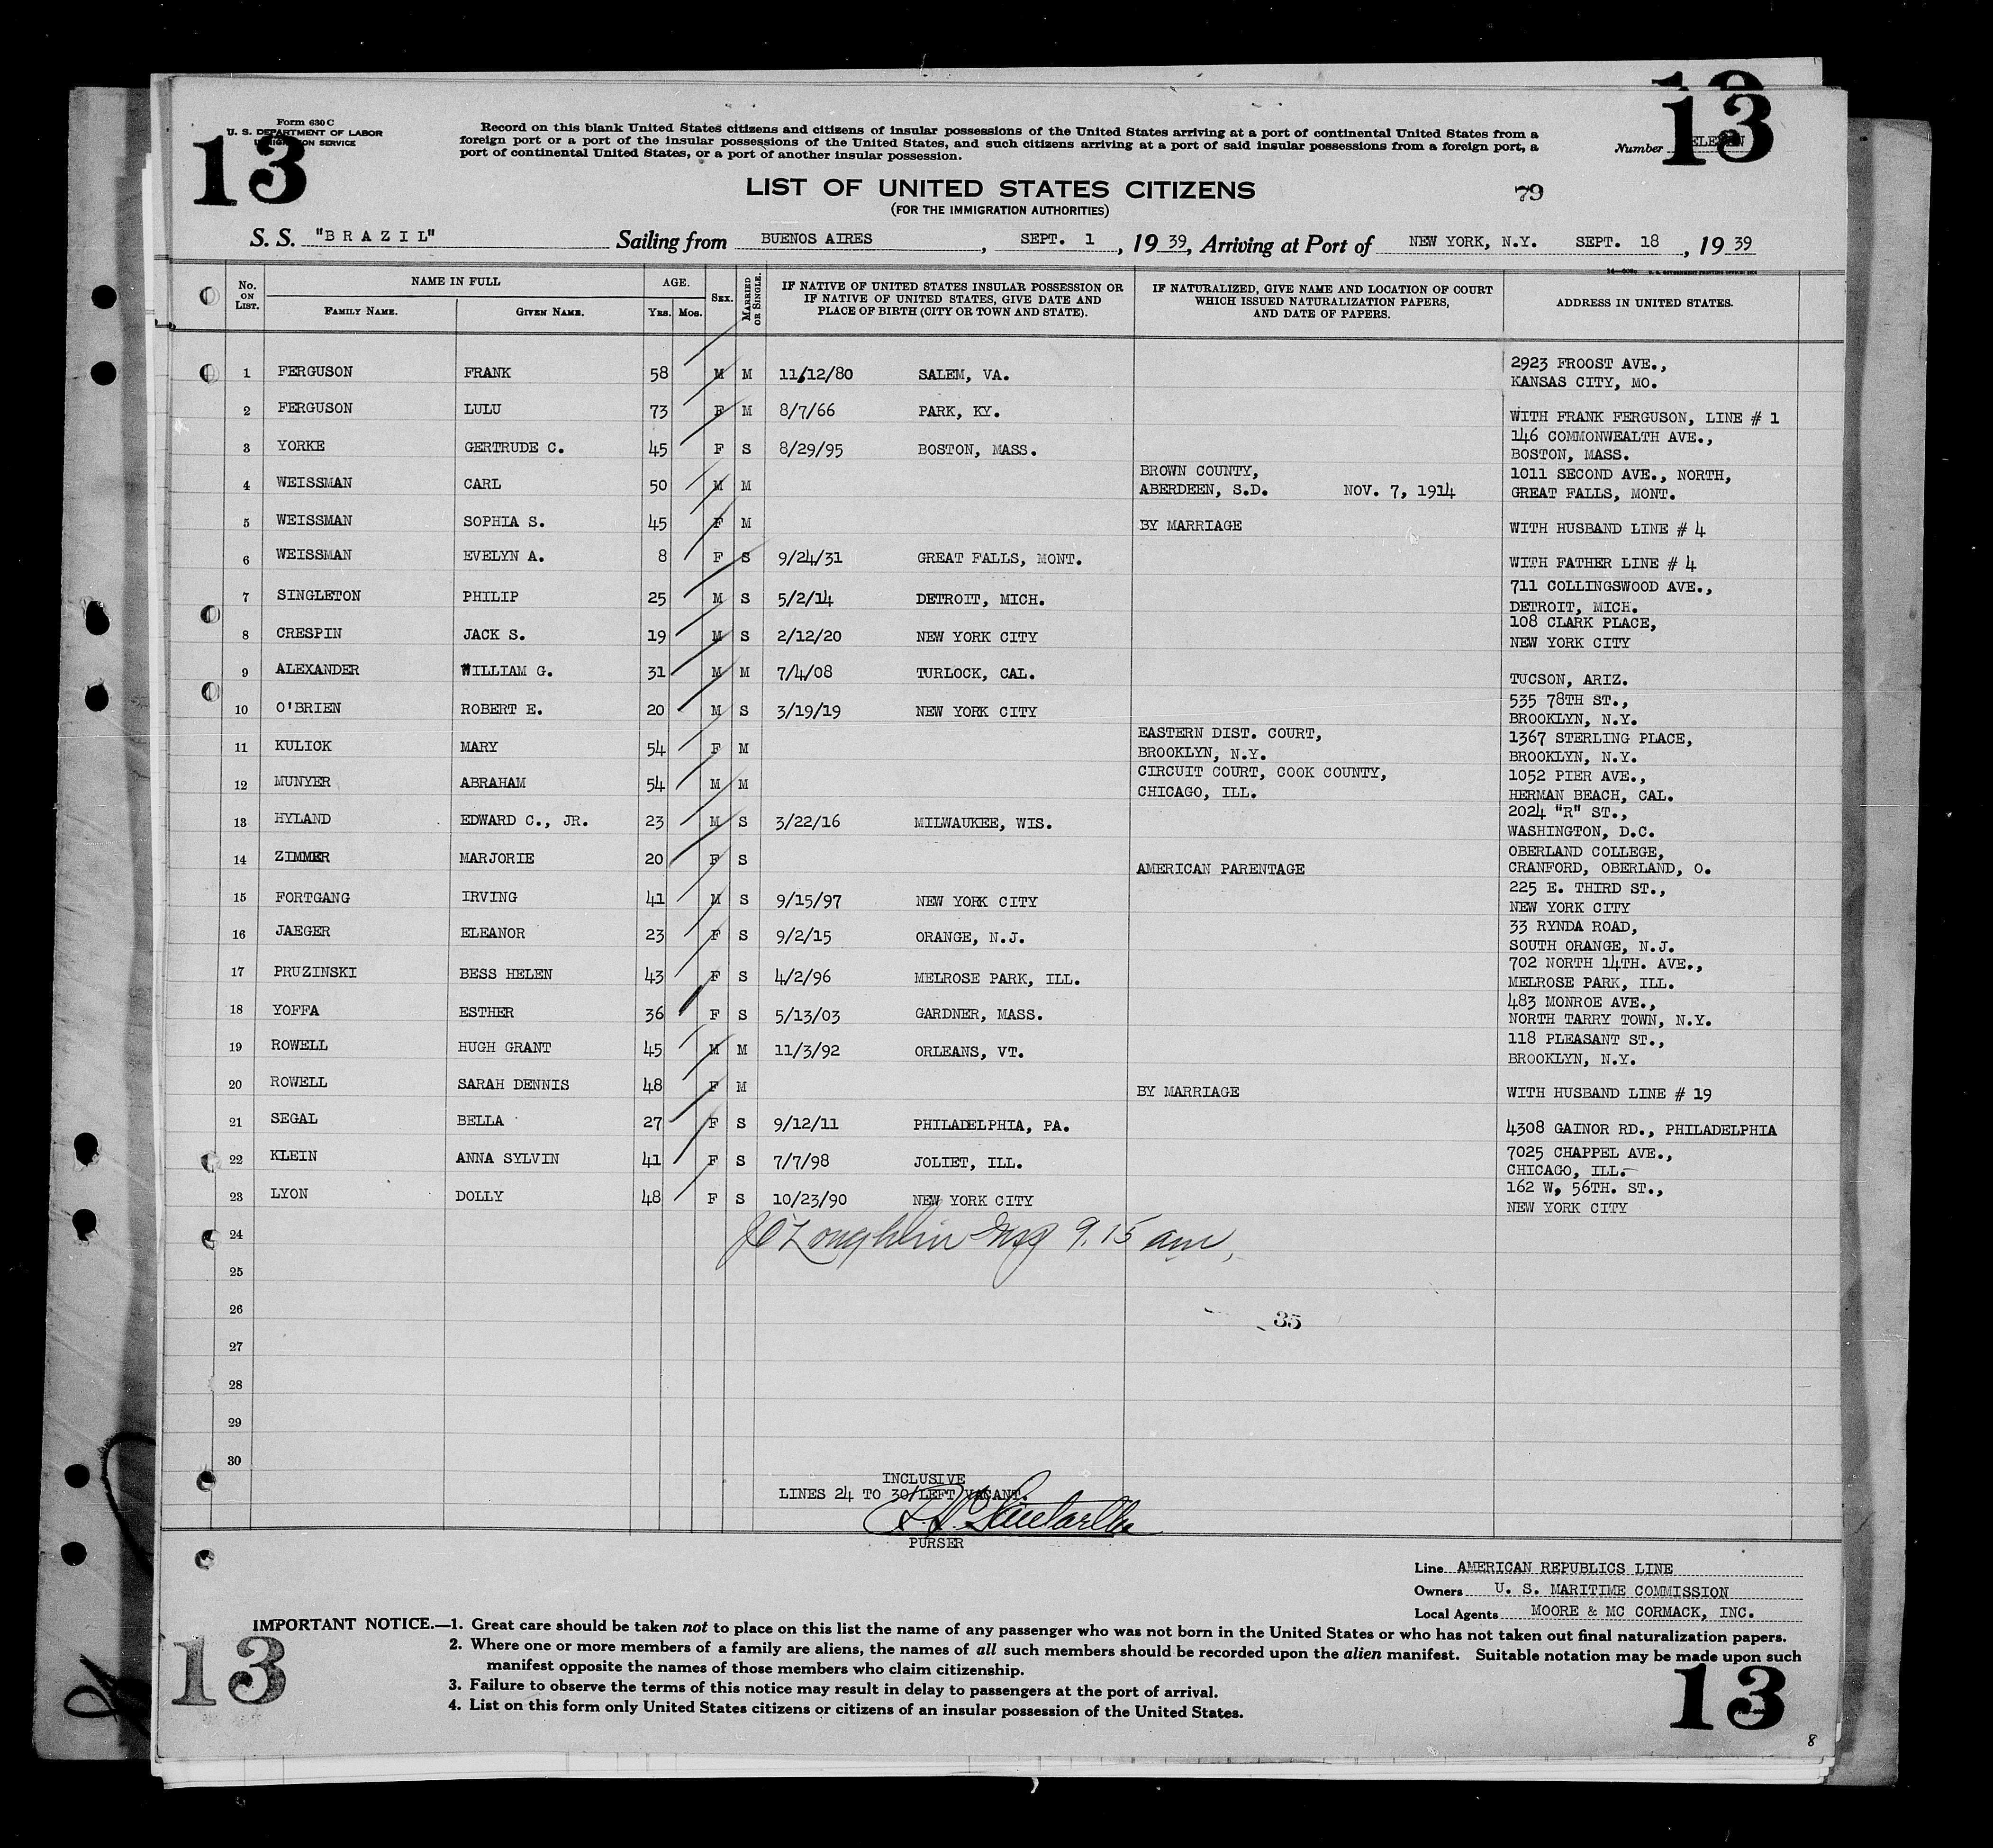 13
Form 630 C
U. S. DEPARTMENT OF LABOR
IMMIGRATION SERVICE
Record on this blank United States citizens and citizens of insular possessions of the United States arriving at a port of continental United States from a
foreign port or a port of the insular possessions of the United States, and such citizens arriving at a port of said insular possessions from a foreign port, a
port of continental United States, or a port of another insular possession.
13
Number
LIST OF UNITED STATES CITIZENS
79
(FOR THE IMMIGRATION AUTHORITIES)
S. S. "BRAZIL" Sailing from BUENOS AIRES, SEPT. 1, 19 39, Arriving at Port of NEW YORK, N.Y. SEPT. 18, 19 39
No. ON LIST. NAME IN FULL FAMILY NAME. GIVEN NAME. AGE. YRS. MOS. SEX. MARRIED OR SINGLE. IF NATIVE OF UNITED STATES INSULAR POSSESSION OR IF NATIVE OF UNITED STATES, GIVE DATE AND PLACE OF BIRTH (CITY OR TOWN AND STATE). IF NATURALIZED, GIVE NAME AND LOCATION OF COURT WHICH ISSUED NATURALIZATION PAPERS, AND DATE OF PAPERS. ADDRESS IN UNITED STATES.
1 FERGUSON FRANK 58 M M 11/12/80 SALEM, VA. 2923 FROOST AVE., KANSAS CITY, MO.
2 FERGUSON LULU 73 F M 8/7/66 PARK, KY. WITH FRANK FERGUSON, LINE # 1
3 YORKE GERTRUDE C. 45 F S 8/29/95 BOSTON, MASS. 146 COMMONWEALTH AVE., BOSTON, MASS.
4 WEISSMAN CARL 50 M M BROWN COUNTY, ABERDEEN, S.D. NOV. 7, 1914 1011 SECOND AVE., NORTH, GREAT FALLS, MONT.
5 WEISSMAN SOPHIA S. 45 F M BY MARRIAGE WITH HUSBAND LINE # 4
6 WEISSMAN EVELYN A. 8 F S 9/24/31 GREAT FALLS, MONT. WITH FATHER LINE # 4
7 SINGLETON PHILIP 25 M S 5/2/14 DETROIT, MICH. 711 COLLINGSWOOD AVE., DETROIT, MICH.
8 CRESPIN JACK S. 19 M S 2/12/20 NEW YORK CITY 108 CLARK PLACE, NEW YORK CITY
9 ALEXANDER WILLIAM G. 31 M M 7/4/08 TURLOCK, CAL. TUCSON, ARIZ.
10 O'BRIEN ROBERT E. 20 M S 3/19/19 NEW YORK CITY 535 78TH ST., BROOKLYN, N.Y.
11 KULICK MARY 54 F M EASTERN DIST. COURT, BROOKLYN, N.Y. 1367 STERLING PLACE, BROOKLYN, N.Y.
12 MUNYER ABRAHAM 54 M M CIRCUIT COURT, COOK COUNTY, CHICAGO, ILL. 1052 PIER AVE., HERMAN BEACH, CAL.
13 HYLAND EDWARD C., JR. 23 M S 3/22/16 MILWAUKEE, WIS. 2024 "R" ST., WASHINGTON, D.C.
14 ZIMMER MARJORIE 20 F S AMERICAN PARENTAGE OBERLAND COLLEGE, CRANFORD, OBERLAND, O.
15 FORTGANG IRVING 41 M S 9/15/97 NEW YORK CITY 225 E. THIRD ST., NEW YORK CITY
16 JAEGER ELEANOR 23 F S 9/2/15 ORANGE, N.J. 33 RYNDA ROAD, SOUTH ORANGE, N.J.
17 PRUZINSKI BESS HELEN 43 F S 4/2/96 MELROSE PARK, ILL. 702 NORTH 14TH. AVE., MELROSE PARK, ILL.
18 YOFFA ESTHER 36 F S 5/13/03 GARDNER, MASS. 483 MONROE AVE., NORTH TARRY TOWN, N.Y.
19 ROWELL HUGH GRANT 45 M M 11/3/92 ORLEANS, VT. 118 PLEASANT ST., BROOKLYN, N.Y.
20 ROWELL SARAH DENNIS 48 F M BY MARRIAGE WITH HUSBAND LINE # 19
21 SEGAL BELLA 27 F S 9/12/11 PHILADELPHIA, PA. 4308 GAINOR RD., PHILADELPHIA
22 KLEIN ANNA SYLVIN 41 F S 7/7/98 JOLIET, ILL. 7025 CHAPPEL AVE., CHICAGO, ILL.
23 LYON DOLLY 48 F S 10/23/90 NEW YORK CITY 162 W, 56TH. ST., NEW YORK CITY
24 O'Loughlin 9.15 am,
25
26
35
27
28
29
30
INCLUSIVE
LINES 24 TO 30 LEFT VACANT.
PURSER
Line AMERICAN REPUBLICS LINE
Owners U. S. MARITIME COMMISSION
Local Agents MOORE & MC CORMACK, INC.
IMPORTANT NOTICE.—1. Great care should be taken not to place on this list the name of any passenger who was not born in the United States or who has not taken out final naturalization papers.
2. Where one or more members of a family are aliens, the names of all such members should be recorded upon the alien manifest. Suitable notation may be made upon such
manifest opposite the names of those members who claim citizenship.
3. Failure to observe the terms of this notice may result in delay to passengers at the port of arrival.
4. List on this form only United States citizens or citizens of an insular possession of the United States.
13
13
8